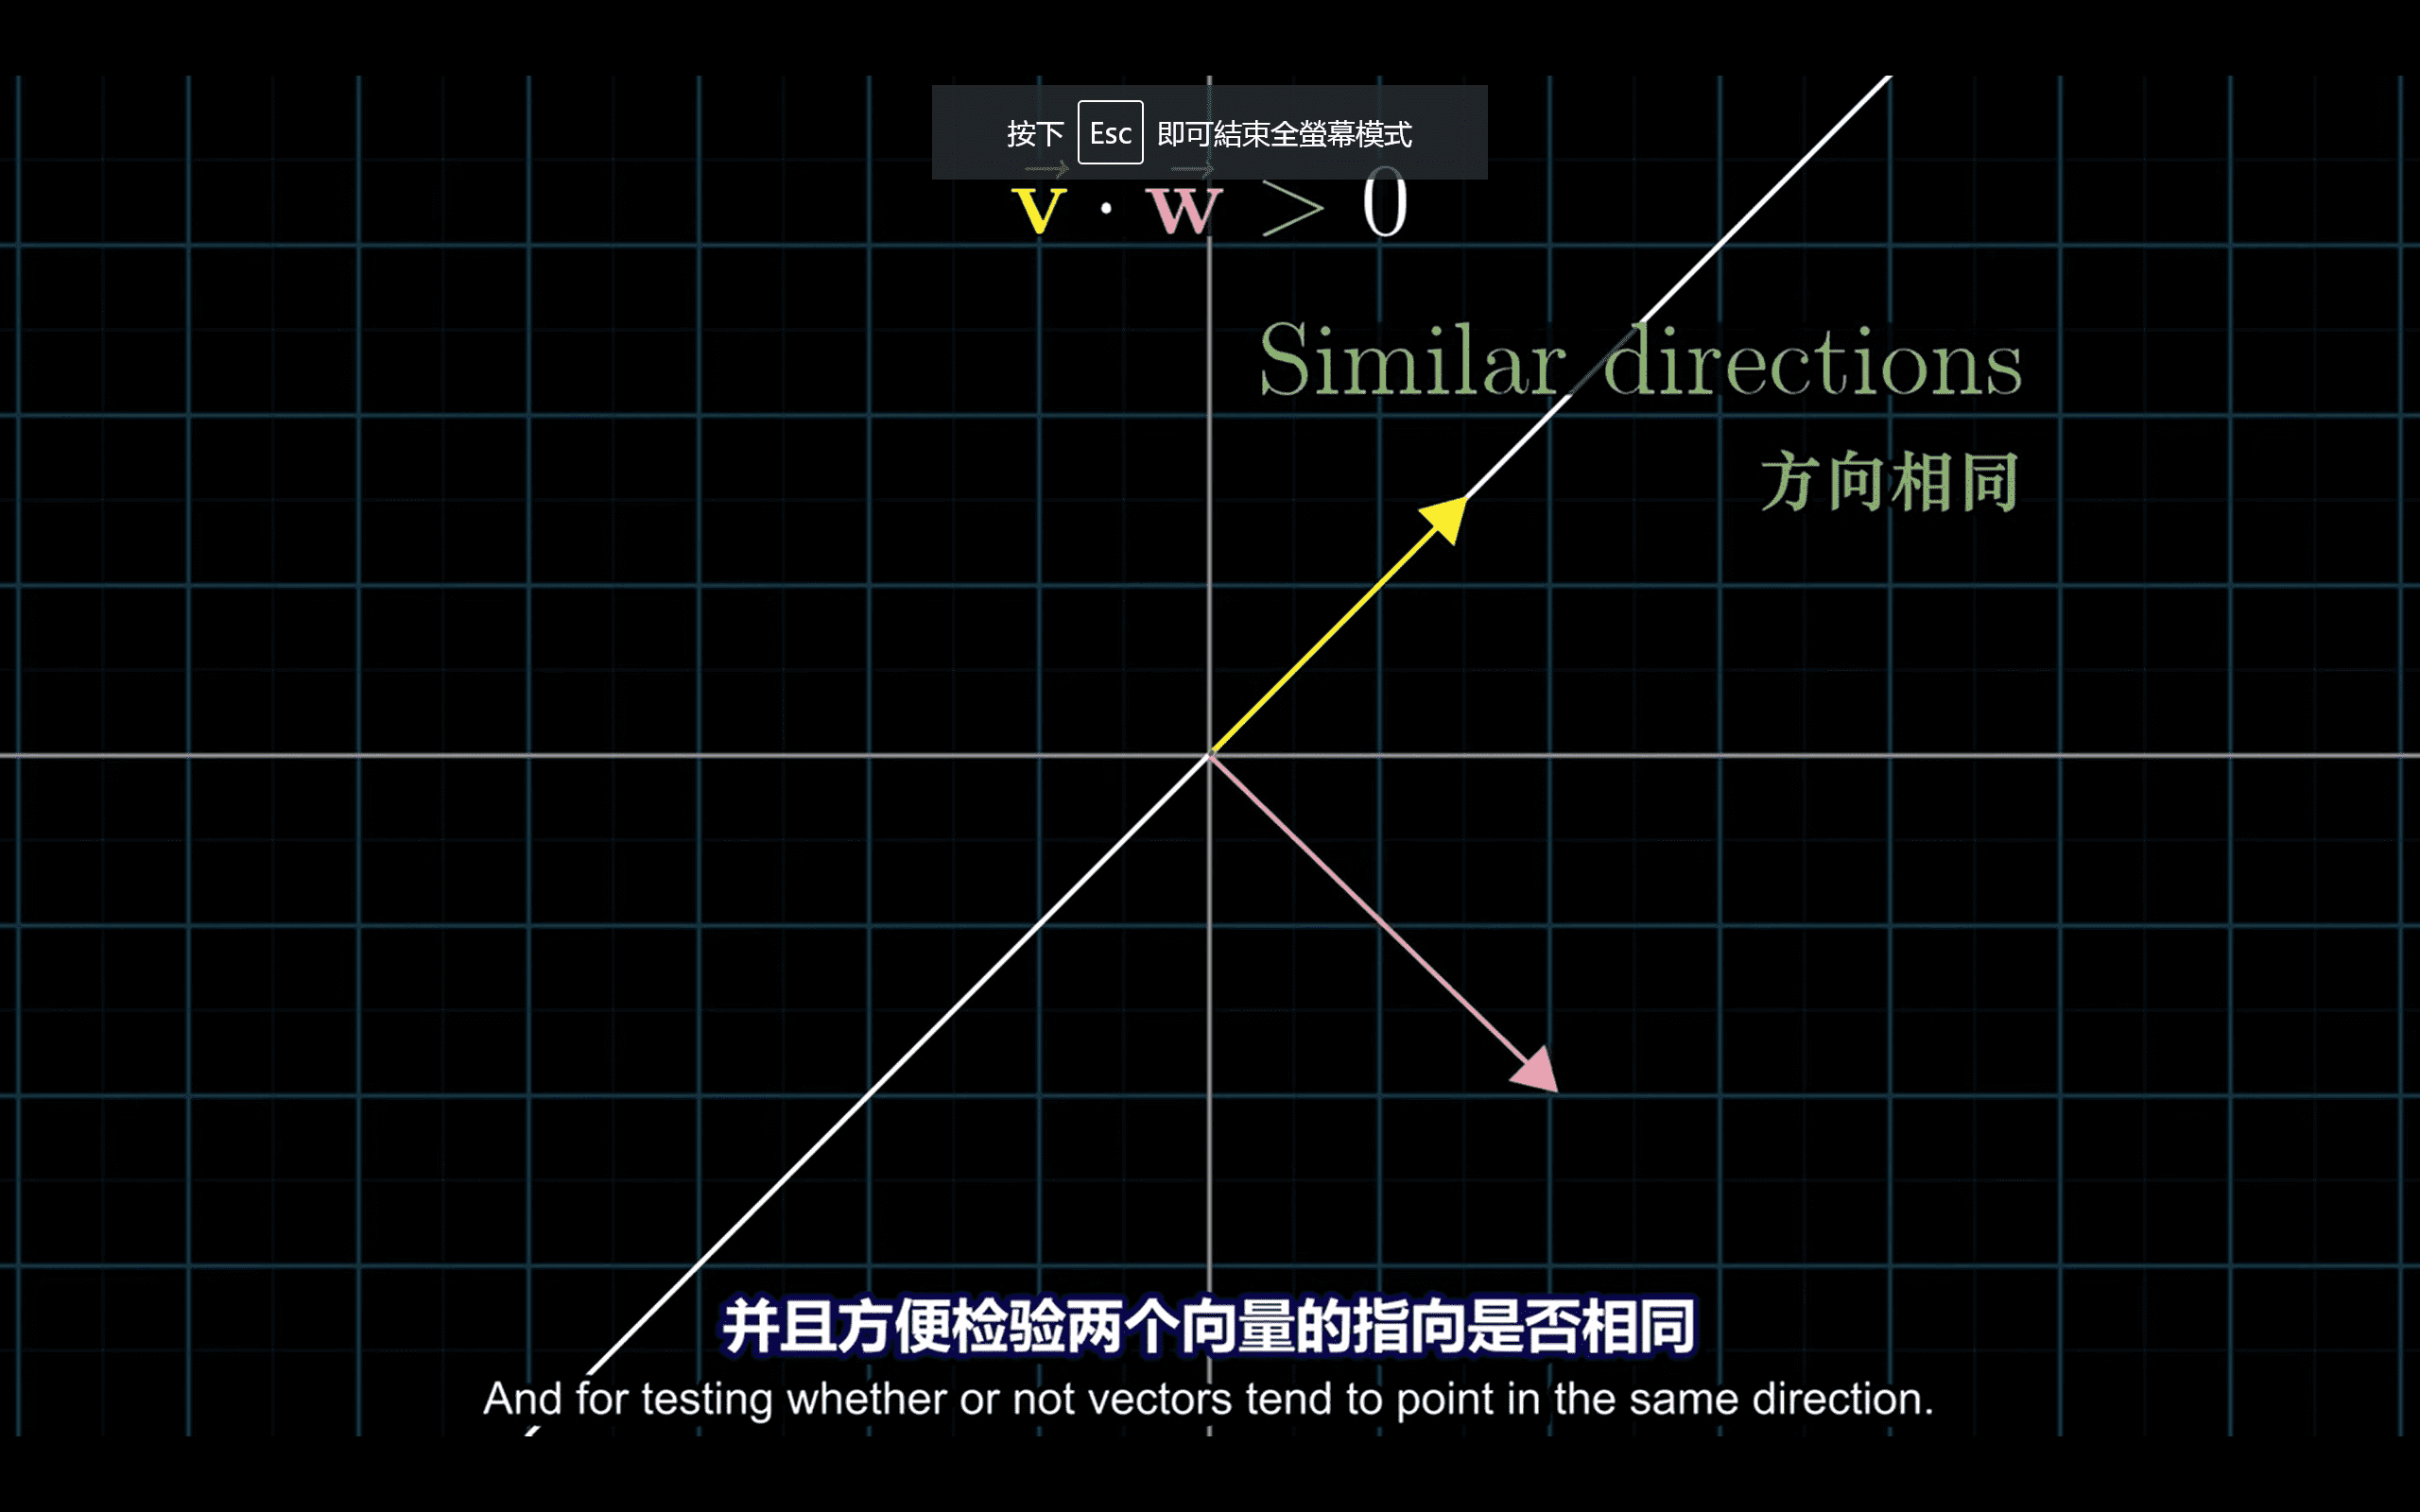 按下 Esc 即可結束全螢幕模式
v⃗ · w⃗ > 0
Similar directions
方向相同
并且方便检验两个向量的指向是否相同
And for testing whether or not vectors tend to point in the same direction.